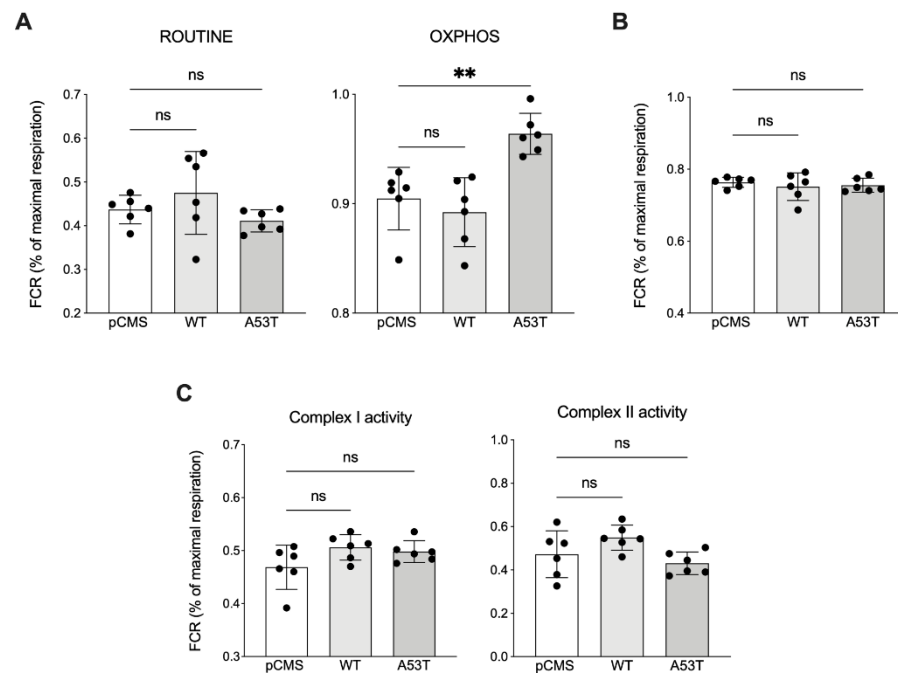 A
ROUTINE
FCR (% of maximal respiration)
0.7
0.6
0.5
0.4
0.3
0.2
ns
ns
pCMS WT A53T
OXPHOS
1.0
0.9
0.8
**
ns
pCMS WT A53T
B
FCR (% of maximal respiration)
1.0
0.8
0.6
0.4
ns
ns
pCMS WT A53T
C
Complex I activity
FCR (% of maximal respiration)
0.7
0.6
0.5
0.4
0.3
ns
ns
pCMS WT A53T
Complex II activity
1.0
0.8
0.6
0.4
0.2
0.0
ns
ns
pCMS WT A53T